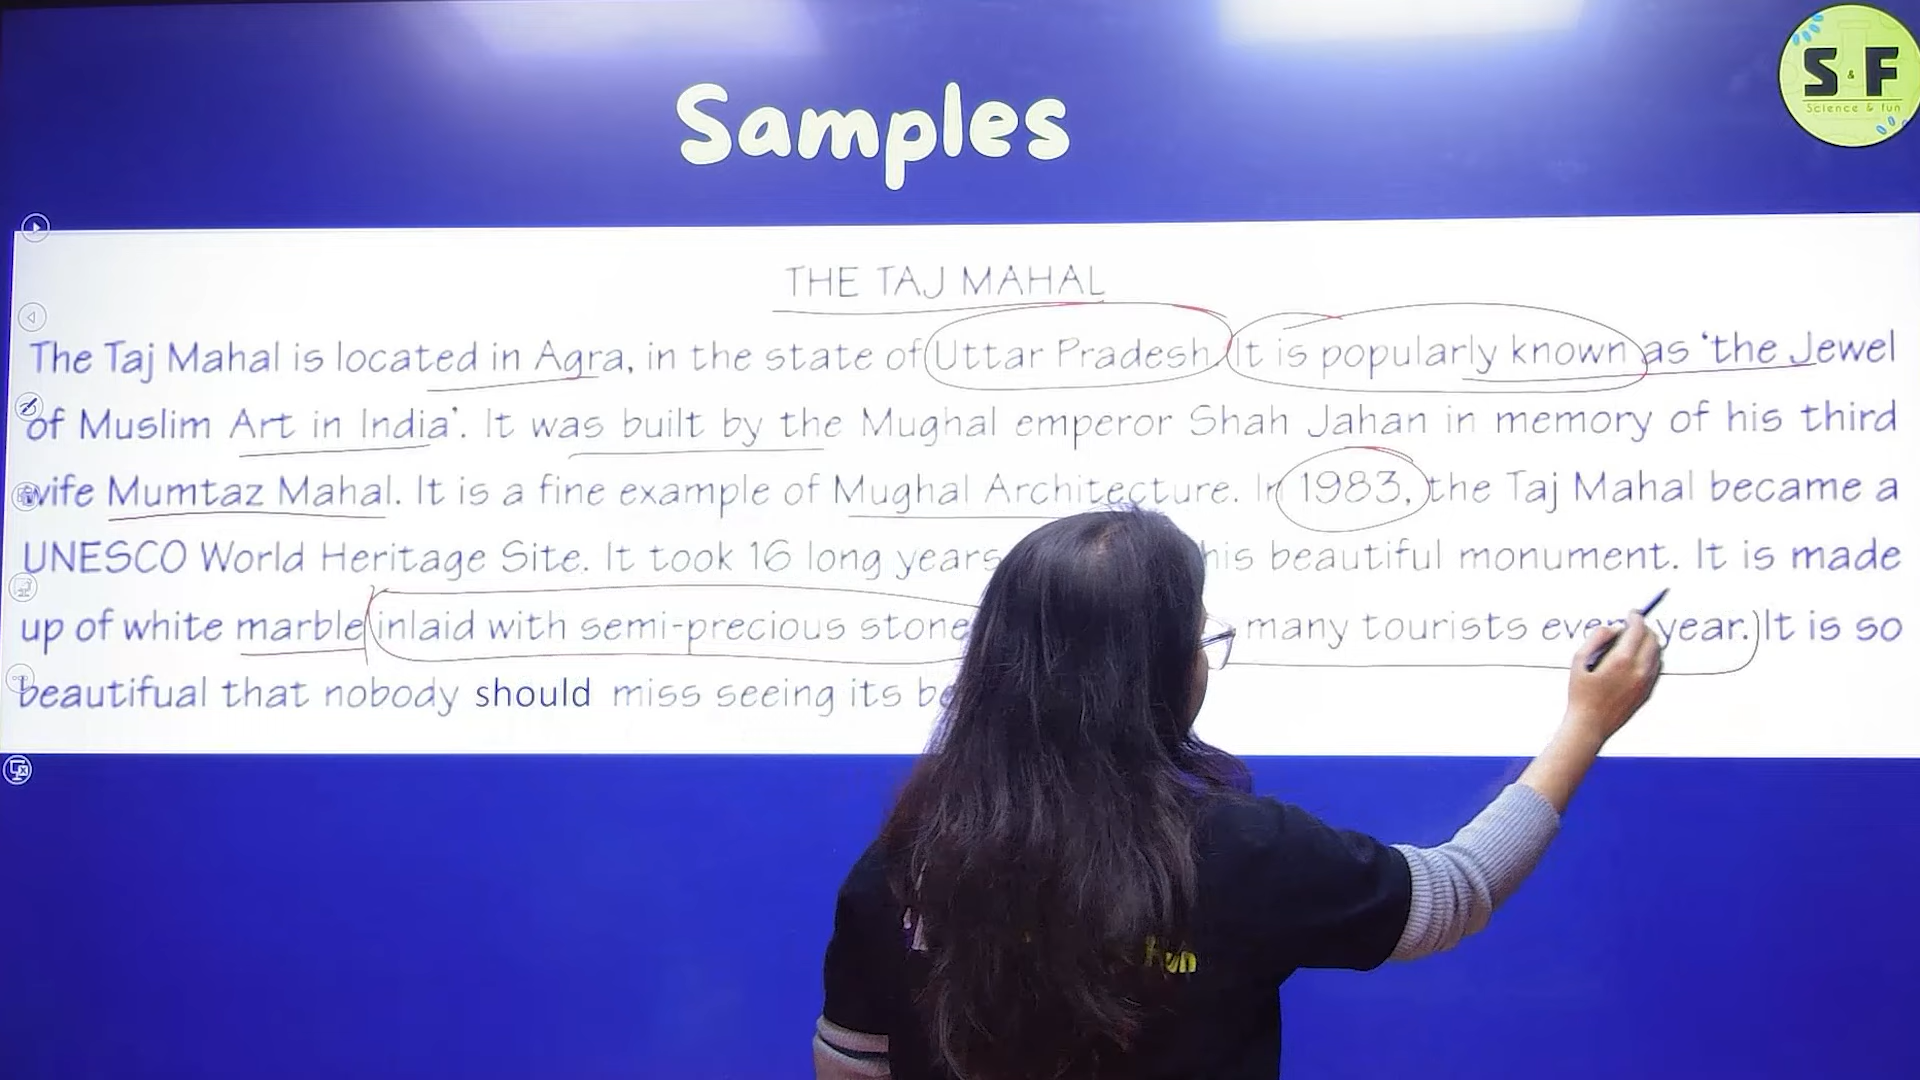 S & F
Science & fun
Samples
THE TAJ MAHAL
The Taj Mahal is located in Agra, in the state of Uttar Pradesh. It is popularly known as ‘the Jewel
of Muslim Art in India’. It was built by the Mughal emperor Shah Jahan in memory of his third
wife Mumtaz Mahal. It is a fine example of Mughal Architecture. In 1983, the Taj Mahal became a
UNESCO World Heritage Site. It took 16 long years his beautiful monument. It is made
up of white marble inlaid with semi-precious stone many tourists every year. It is so
beautifual that nobody should miss seeing its be
fun